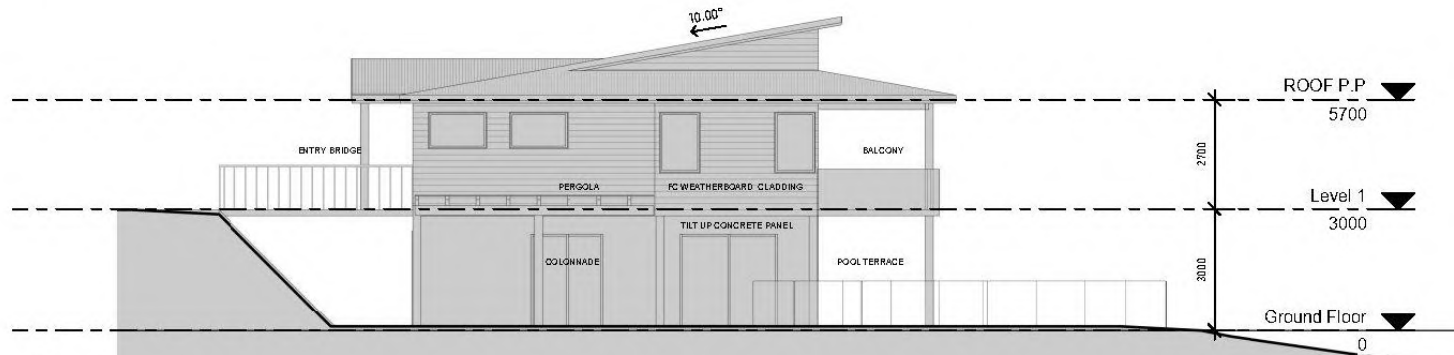 10.00°
ROOF P.P
5700
ENTRY BRIDGE
BALCONY
2700
PERGOLA
FC WEATHERBOARD CLADDING
Level 1
3000
TILT UP CONCRETE PANEL
COLONNADE
POOL TERRACE
3000
Ground Floor
0